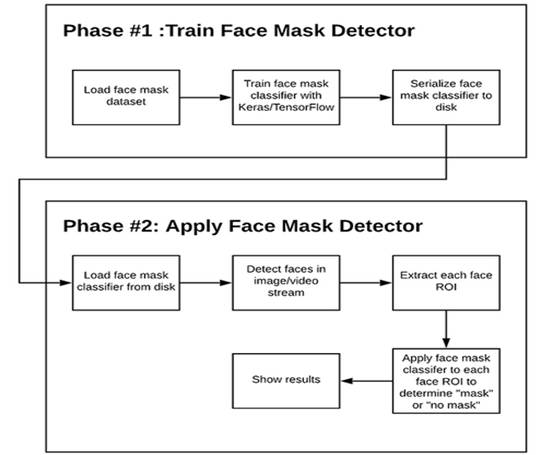 Phase #1 :Train Face Mask Detector
Load face mask
dataset
Train face mask
classifier with
Keras/TensorFlow
Serialize face
mask classifier to
disk
Phase #2: Apply Face Mask Detector
Load face mask
classifier from disk
Detect faces in
image/video
stream
Extract each face
ROI
Apply face mask
classifer to each
face ROI to
determine "mask"
or "no mask"
Show results